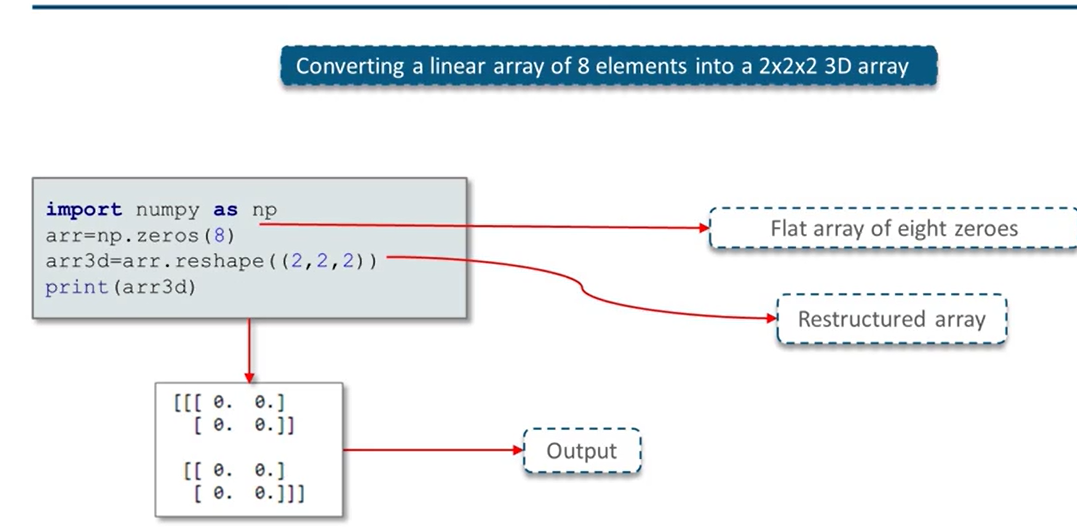 Converting a linear array of 8 elements into a 2x2x2 3D array
import numpy as np
arr=np.zeros(8)
arr3d=arr.reshape((2,2,2))
print(arr3d)
Flat array of eight zeroes
Restructured array
[[[ 0.  0.]
  [ 0.  0.]]
 [[ 0.  0.]
  [ 0.  0.]]]
Output